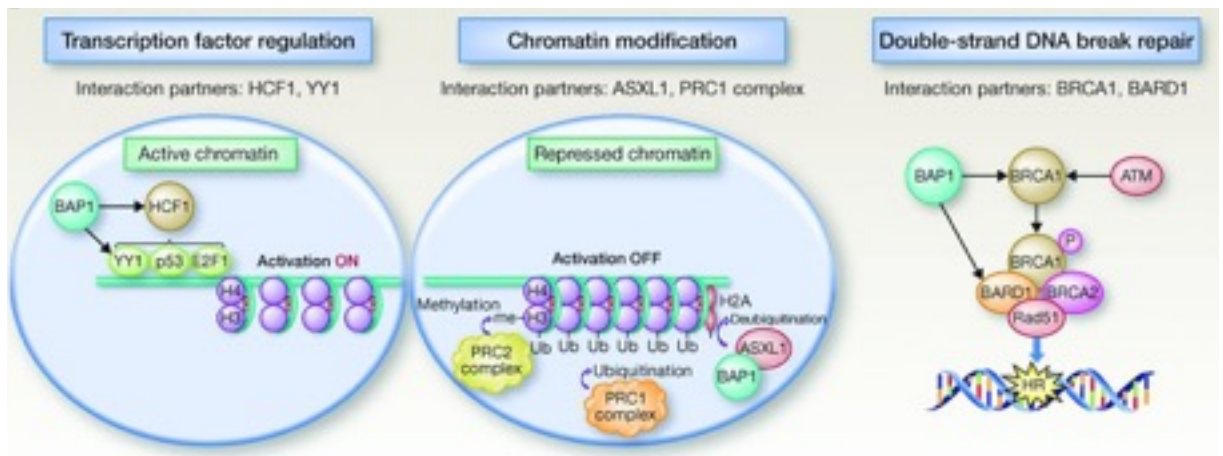 Transcription factor regulation
Interaction partners: HCF1, YY1
Active chromatin
BAP1
HCF1
YY1
p53
E2F1
Activation ON
H4
H3
Chromatin modification
Interaction partners: ASXL1, PRC1 complex
Repressed chromatin
Activation OFF
H4
H3
Methylation
me
H2A
Deubiquitination
Ub Ub Ub Ub Ub Ub
PRC2
complex
Ubiquitination
PRC1
complex
ASXL1
BAP1
Double-strand DNA break repair
Interaction partners: BRCA1, BARD1
BAP1
BRCA1
ATM
P
BRCA1
BARD1
BRCA2
Rad51
HR